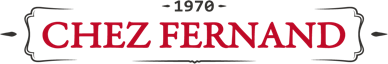 - 1970 -
CHEZ FERNAND